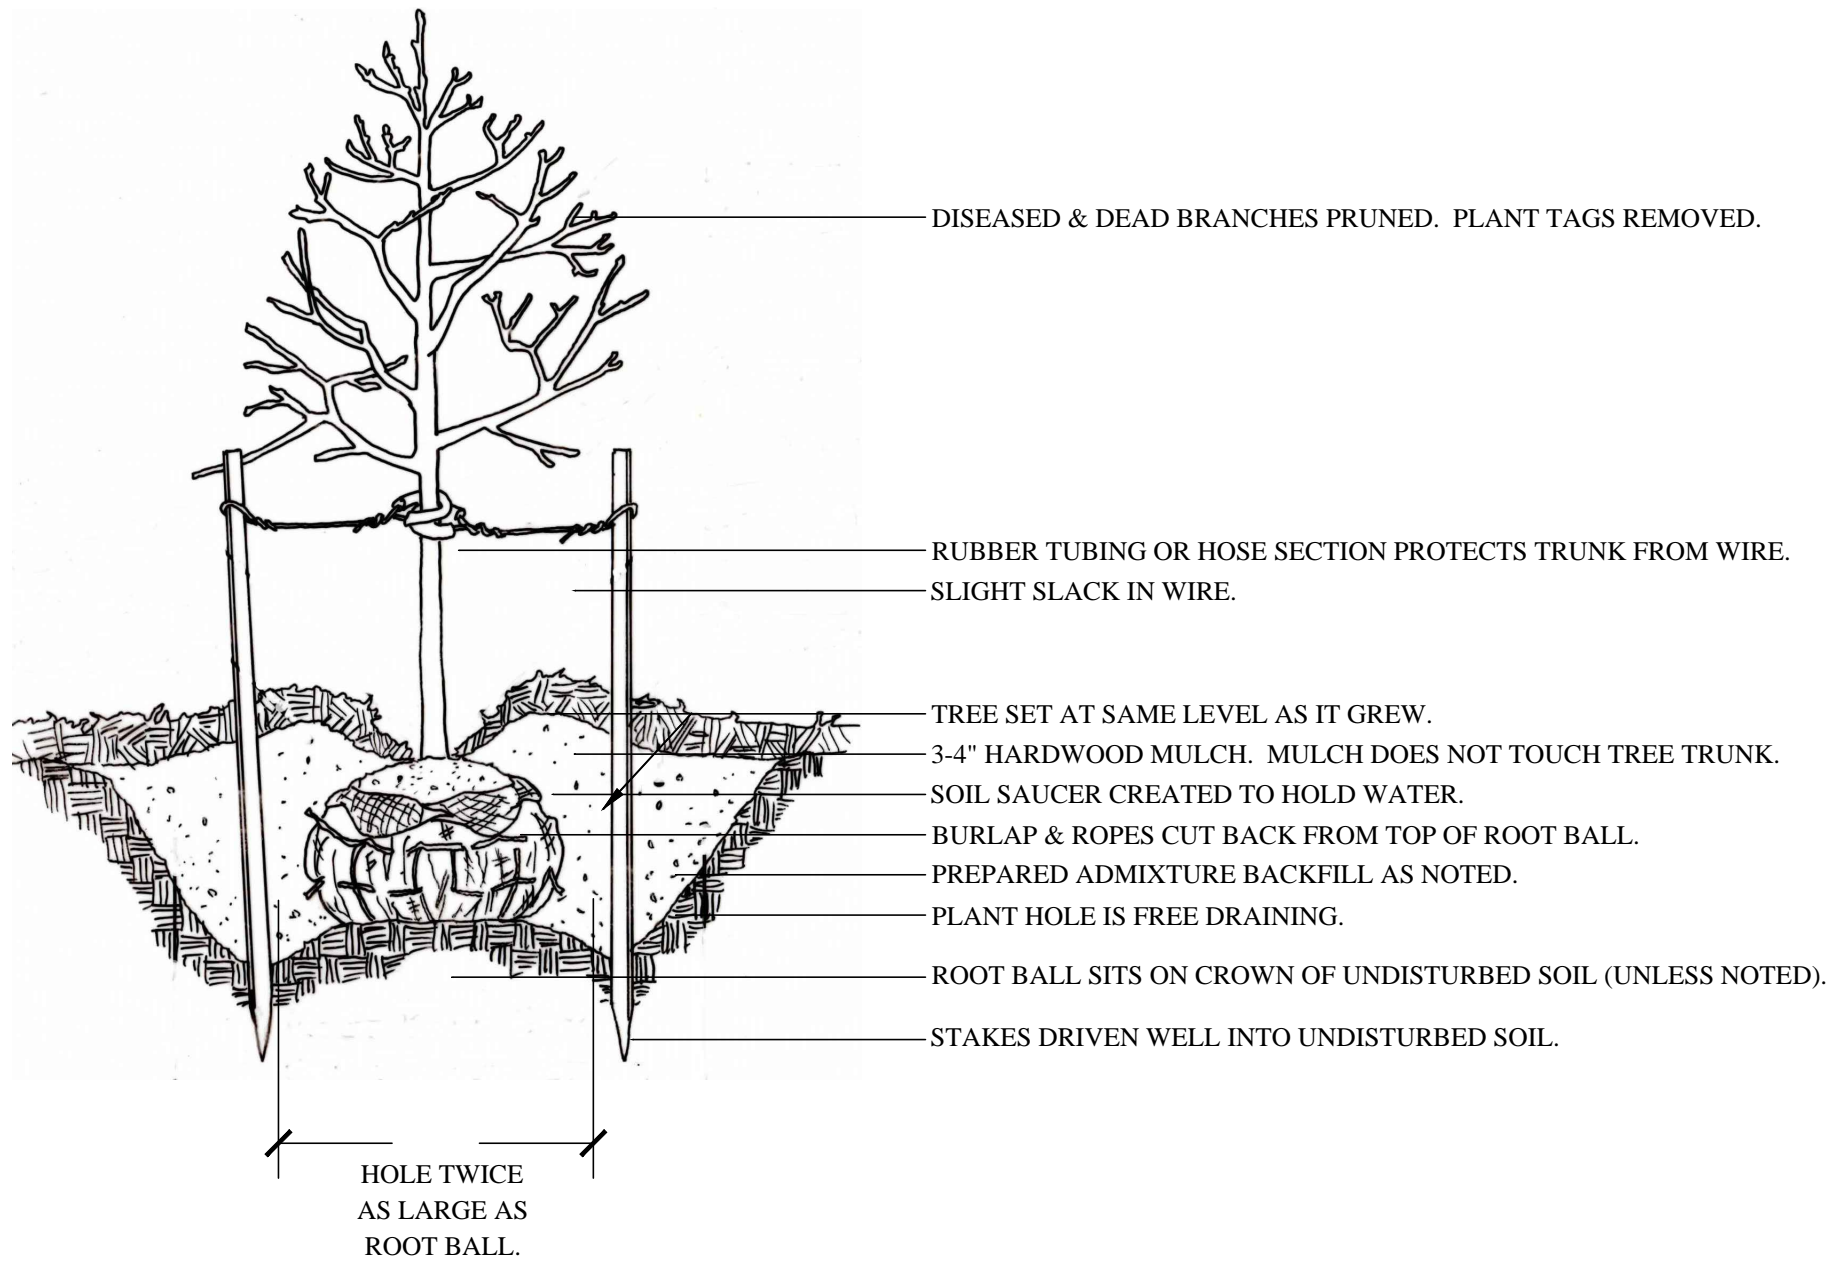 DISEASED & DEAD BRANCHES PRUNED.  PLANT TAGS REMOVED.
RUBBER TUBING OR HOSE SECTION PROTECTS TRUNK FROM WIRE.
SLIGHT SLACK IN WIRE.
TREE SET AT SAME LEVEL AS IT GREW.
3-4" HARDWOOD MULCH.  MULCH DOES NOT TOUCH TREE TRUNK.
SOIL SAUCER CREATED TO HOLD WATER.
BURLAP & ROPES CUT BACK FROM TOP OF ROOT BALL.
PREPARED ADMIXTURE BACKFILL AS NOTED.
PLANT HOLE IS FREE DRAINING.
ROOT BALL SITS ON CROWN OF UNDISTURBED SOIL (UNLESS NOTED).
STAKES DRIVEN WELL INTO UNDISTURBED SOIL.
HOLE TWICE
AS LARGE AS
ROOT BALL.